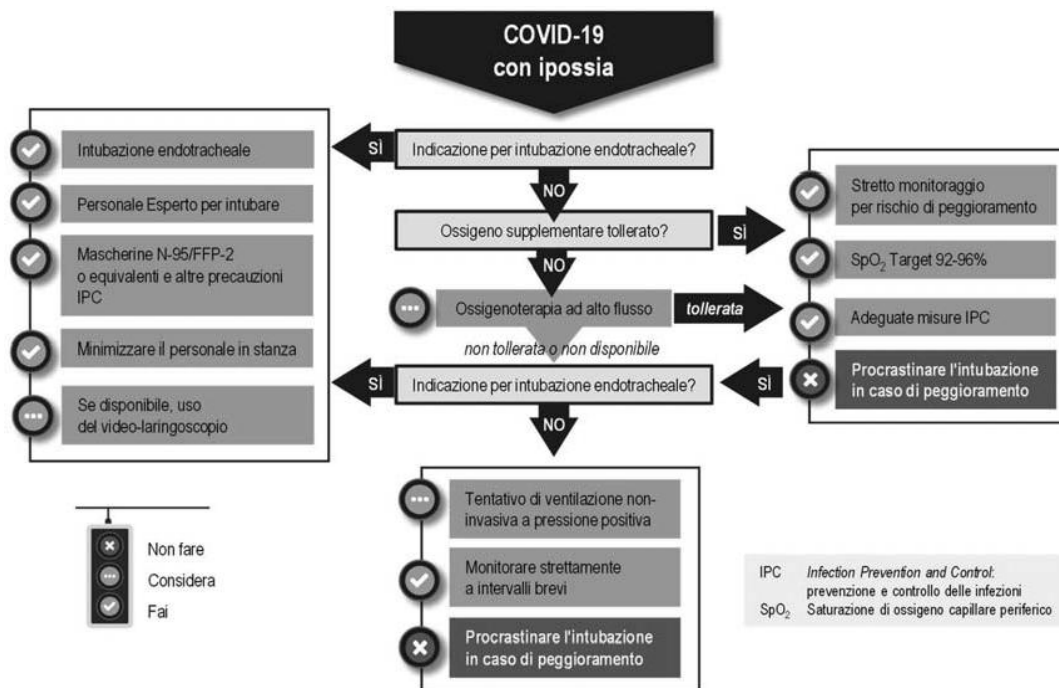 COVID-19
con ipossia
Indicazione per intubazione endotracheale?
SÌ
NO
Intubazione endotracheale
Personale Esperto per intubare
Mascherine N-95/FFP-2
o equivalenti e altre precauzioni
IPC
Minimizzare il personale in stanza
Se disponibile, uso
del video-laringoscopio
Ossigeno supplementare tollerato?
SÌ
NO
Stretto monitoraggio
per rischio di peggioramento
SpO₂ Target 92-96%
Adeguate misure IPC
Procrastinare l'intubazione
in caso di peggioramento
Ossigenoterapia ad alto flusso
tollerata
non tollerata o non disponibile
Indicazione per intubazione endotracheale?
SÌ
SÌ
NO
Tentativo di ventilazione non-
invasiva a pressione positiva
Monitorare strettamente
a intervalli brevi
Procrastinare l'intubazione
in caso di peggioramento
Non fare
Considera
Fai
IPC Infection Prevention and Control:
prevenzione e controllo delle infezioni
SpO₂ Saturazione di ossigeno capillare periferico